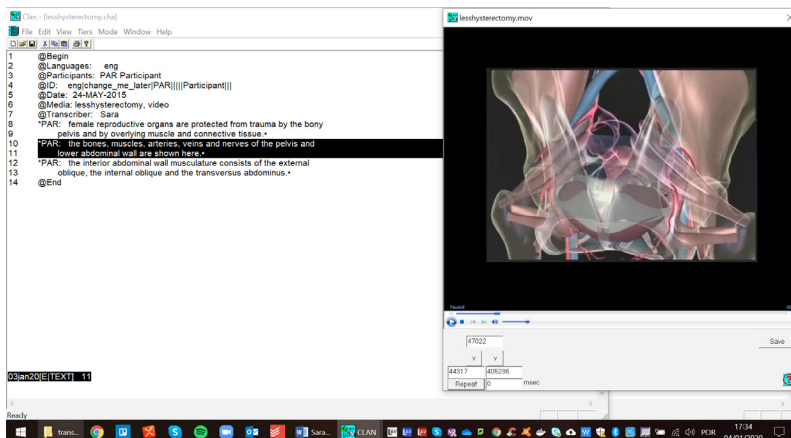 Clan - [lesshysterectomy.cha]
File Edit View Tiers Mode Window Help
1 @Begin
2 @Languages: eng
3 @Participants: PAR Participant
4 @ID: eng|change_me_later|PAR|||||Participant|||
5 @Date: 24-MAY-2015
6 @Media: lesshysterectomy, video
7 @Transcriber: Sara
8 *PAR: female reproductive organs are protected from trauma by the bony
9 pelvis and by overlying muscle and connective tissue.•
10 *PAR: the bones, muscles, arteries, veins and nerves of the pelvis and
11 lower abdominal wall are shown here.•
12 *PAR: the interior abdominal wall musculature consists of the external
13 oblique, the internal oblique and the transversus abdominus.•
14 @End
03jan20[E|TEXT] 11
Ready
lesshysterectomy.mov
Paused
47022
Save
44317 405236
Repeat 0 msec
trans...
Sara...
CLAN
POR
17:34
04/01/2020